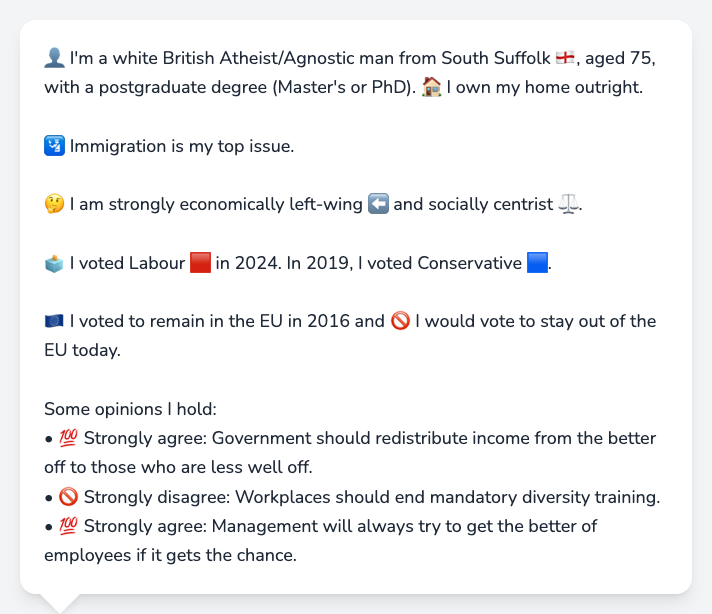 👤 I'm a white British Atheist/Agnostic man from South Suffolk 🏴󠁧󠁢󠁥󠁮󠁧󠁿, aged 75,
with a postgraduate degree (Master's or PhD). 🏠 I own my home outright.
🛂 Immigration is my top issue.
🤔 I am strongly economically left-wing ⬅️ and socially centrist ⚖️.
🗳️ I voted Labour 🟥 in 2024. In 2019, I voted Conservative 🟦.
🇪🇺 I voted to remain in the EU in 2016 and 🚫 I would vote to stay out of the
EU today.
Some opinions I hold:
• 💯 Strongly agree: Government should redistribute income from the better
off to those who are less well off.
• 🚫 Strongly disagree: Workplaces should end mandatory diversity training.
• 💯 Strongly agree: Management will always try to get the better of
employees if it gets the chance.